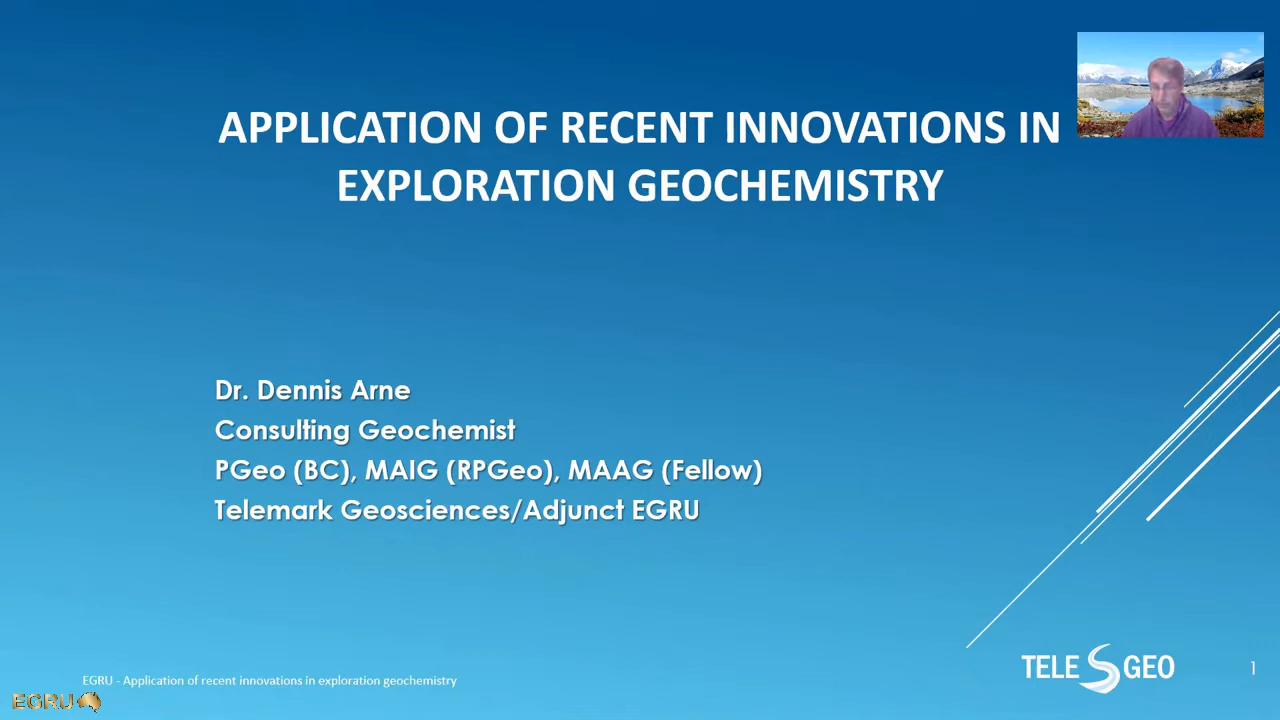 APPLICATION OF RECENT INNOVATIONS IN
EXPLORATION GEOCHEMISTRY
Dr. Dennis Arne
Consulting Geochemist
PGeo (BC), MAIG (RPGeo), MAAG (Fellow)
Telemark Geosciences/Adjunct EGRU
TELE GEO
1
EGRU - Application of recent innovations in exploration geochemistry
EGRU